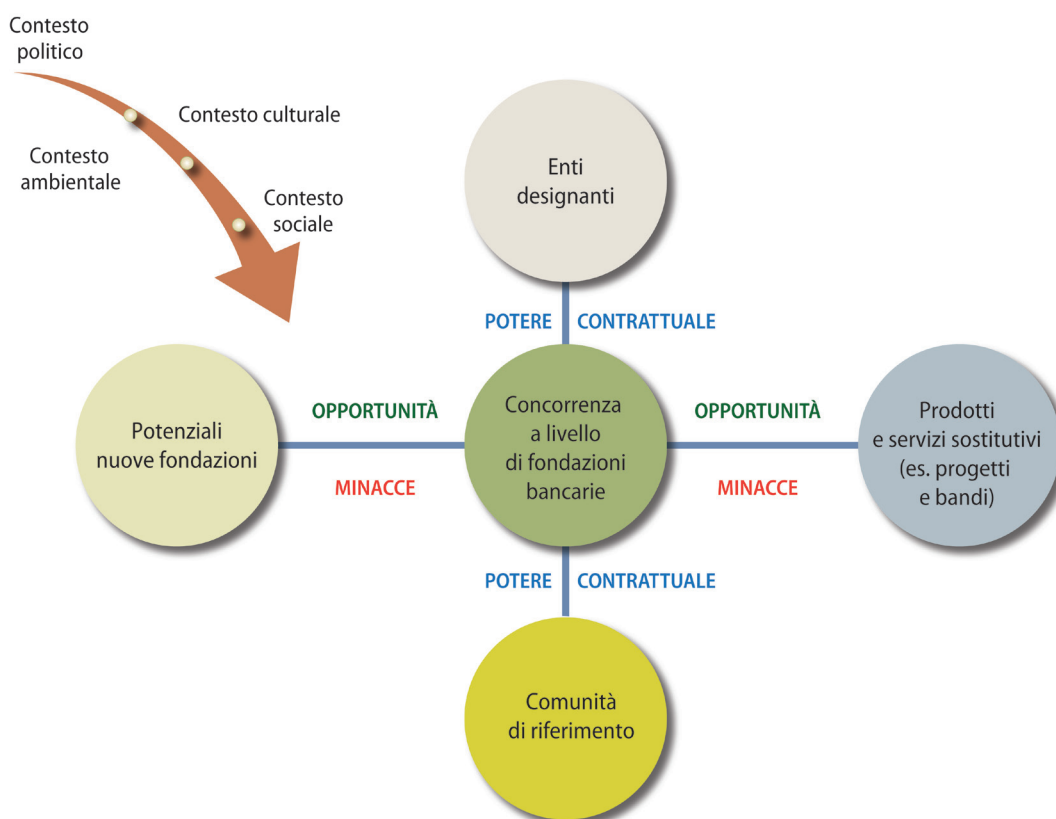 Contesto
politico
Contesto culturale
Contesto
ambientale
Contesto
sociale
Enti
designanti
POTERE CONTRATTUALE
Potenziali
nuove fondazioni
OPPORTUNITÀ
MINACCE
Concorrenza
a livello
di fondazioni
bancarie
OPPORTUNITÀ
MINACCE
Prodotti
e servizi sostitutivi
(es. progetti
e bandi)
POTERE CONTRATTUALE
Comunità
di riferimento